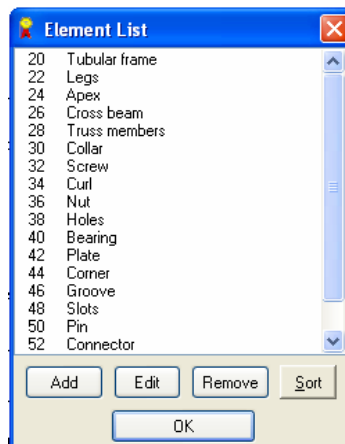 Element List
20 Tubular frame
22 Legs
24 Apex
26 Cross beam
28 Truss members
30 Collar
32 Screw
34 Curl
36 Nut
38 Holes
40 Bearing
42 Plate
44 Corner
46 Groove
48 Slots
50 Pin
52 Connector
Add Edit Remove Sort
OK